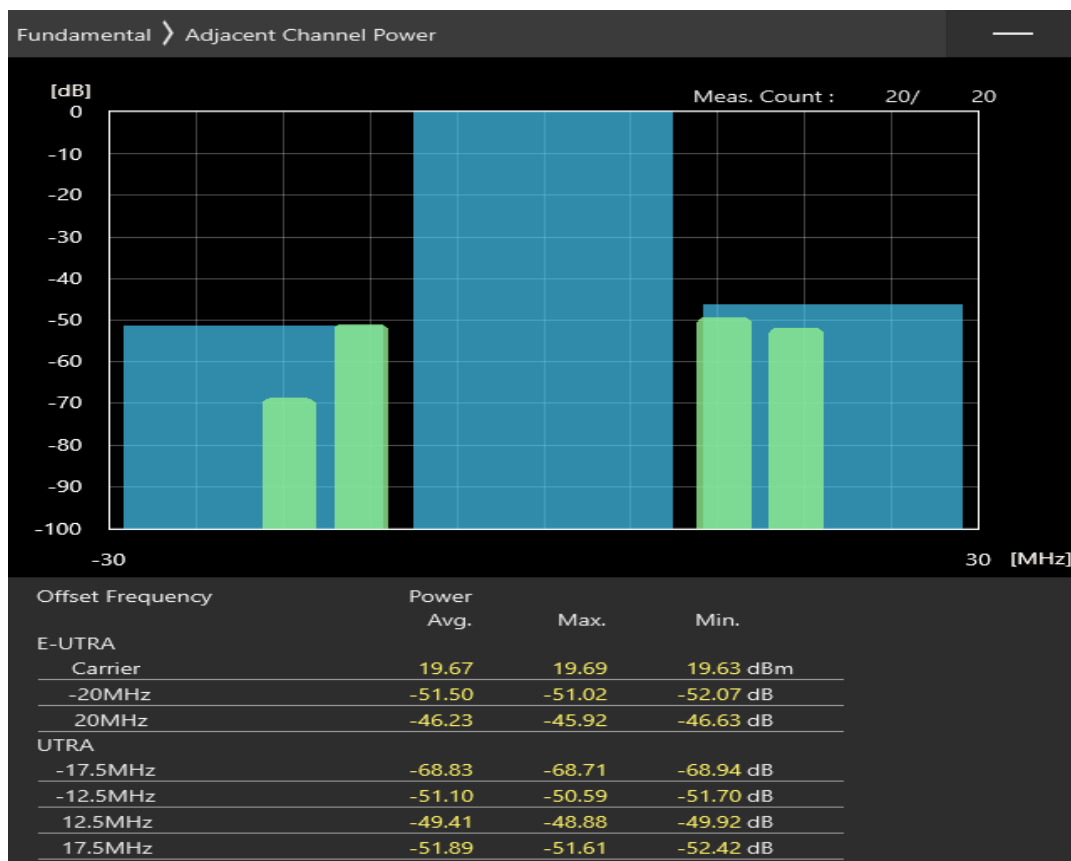 Fundamental ❯ Adjacent Channel Power
[dB]
Meas. Count : 20/ 20
0
-10
-20
-30
-40
-50
-60
-70
-80
-90
-100
-30 30 [MHz]
Offset Frequency Power
Avg. Max. Min.
E-UTRA
Carrier 19.67 19.69 19.63 dBm
-20MHz -51.50 -51.02 -52.07 dB
20MHz -46.23 -45.92 -46.63 dB
UTRA
-17.5MHz -68.83 -68.71 -68.94 dB
-12.5MHz -51.10 -50.59 -51.70 dB
12.5MHz -49.41 -48.88 -49.92 dB
17.5MHz -51.89 -51.61 -52.42 dB